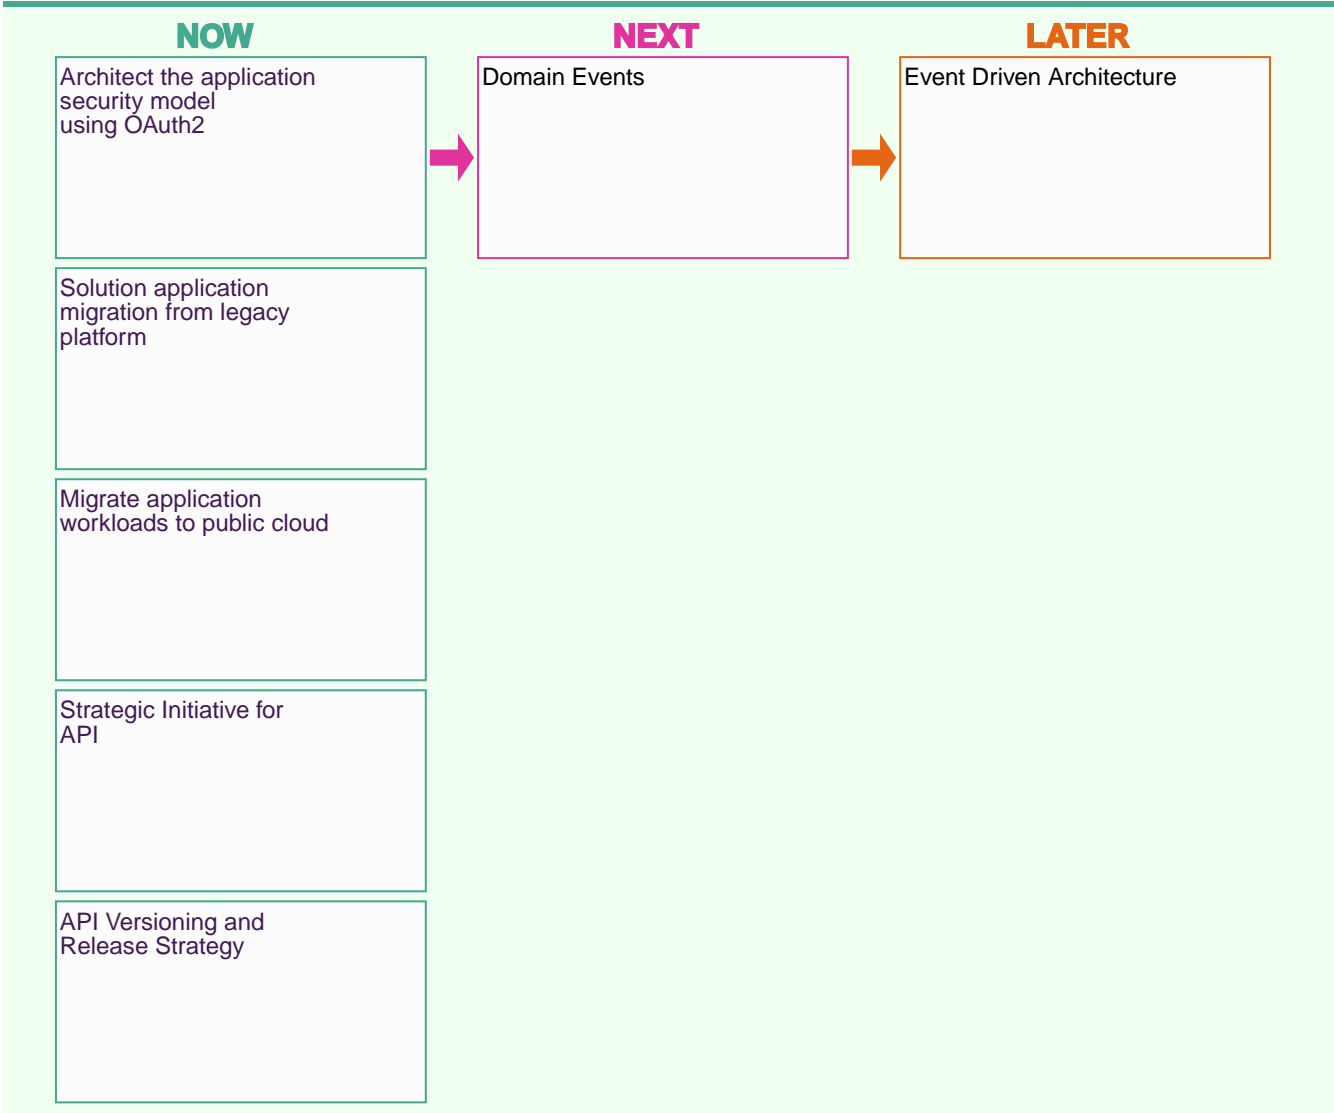 NOW
NEXT
LATER
Architect the application
security model
using OAuth2
Domain Events
Event Driven Architecture
Solution application
migration from legacy
platform
Migrate application
workloads to public cloud
Strategic Initiative for
API
API Versioning and
Release Strategy